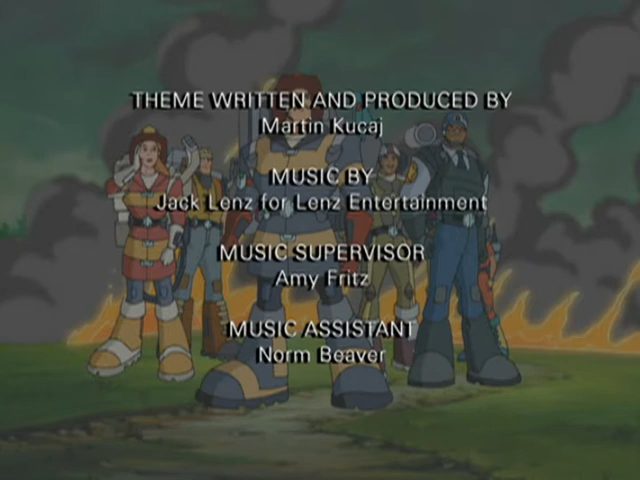 THEME WRITTEN AND PRODUCED BY
Martin Kucaj
MUSIC BY
Jack Lenz for Lenz Entertainment
MUSIC SUPERVISOR
Amy Fritz
MUSIC ASSISTANT
Norm Beaver